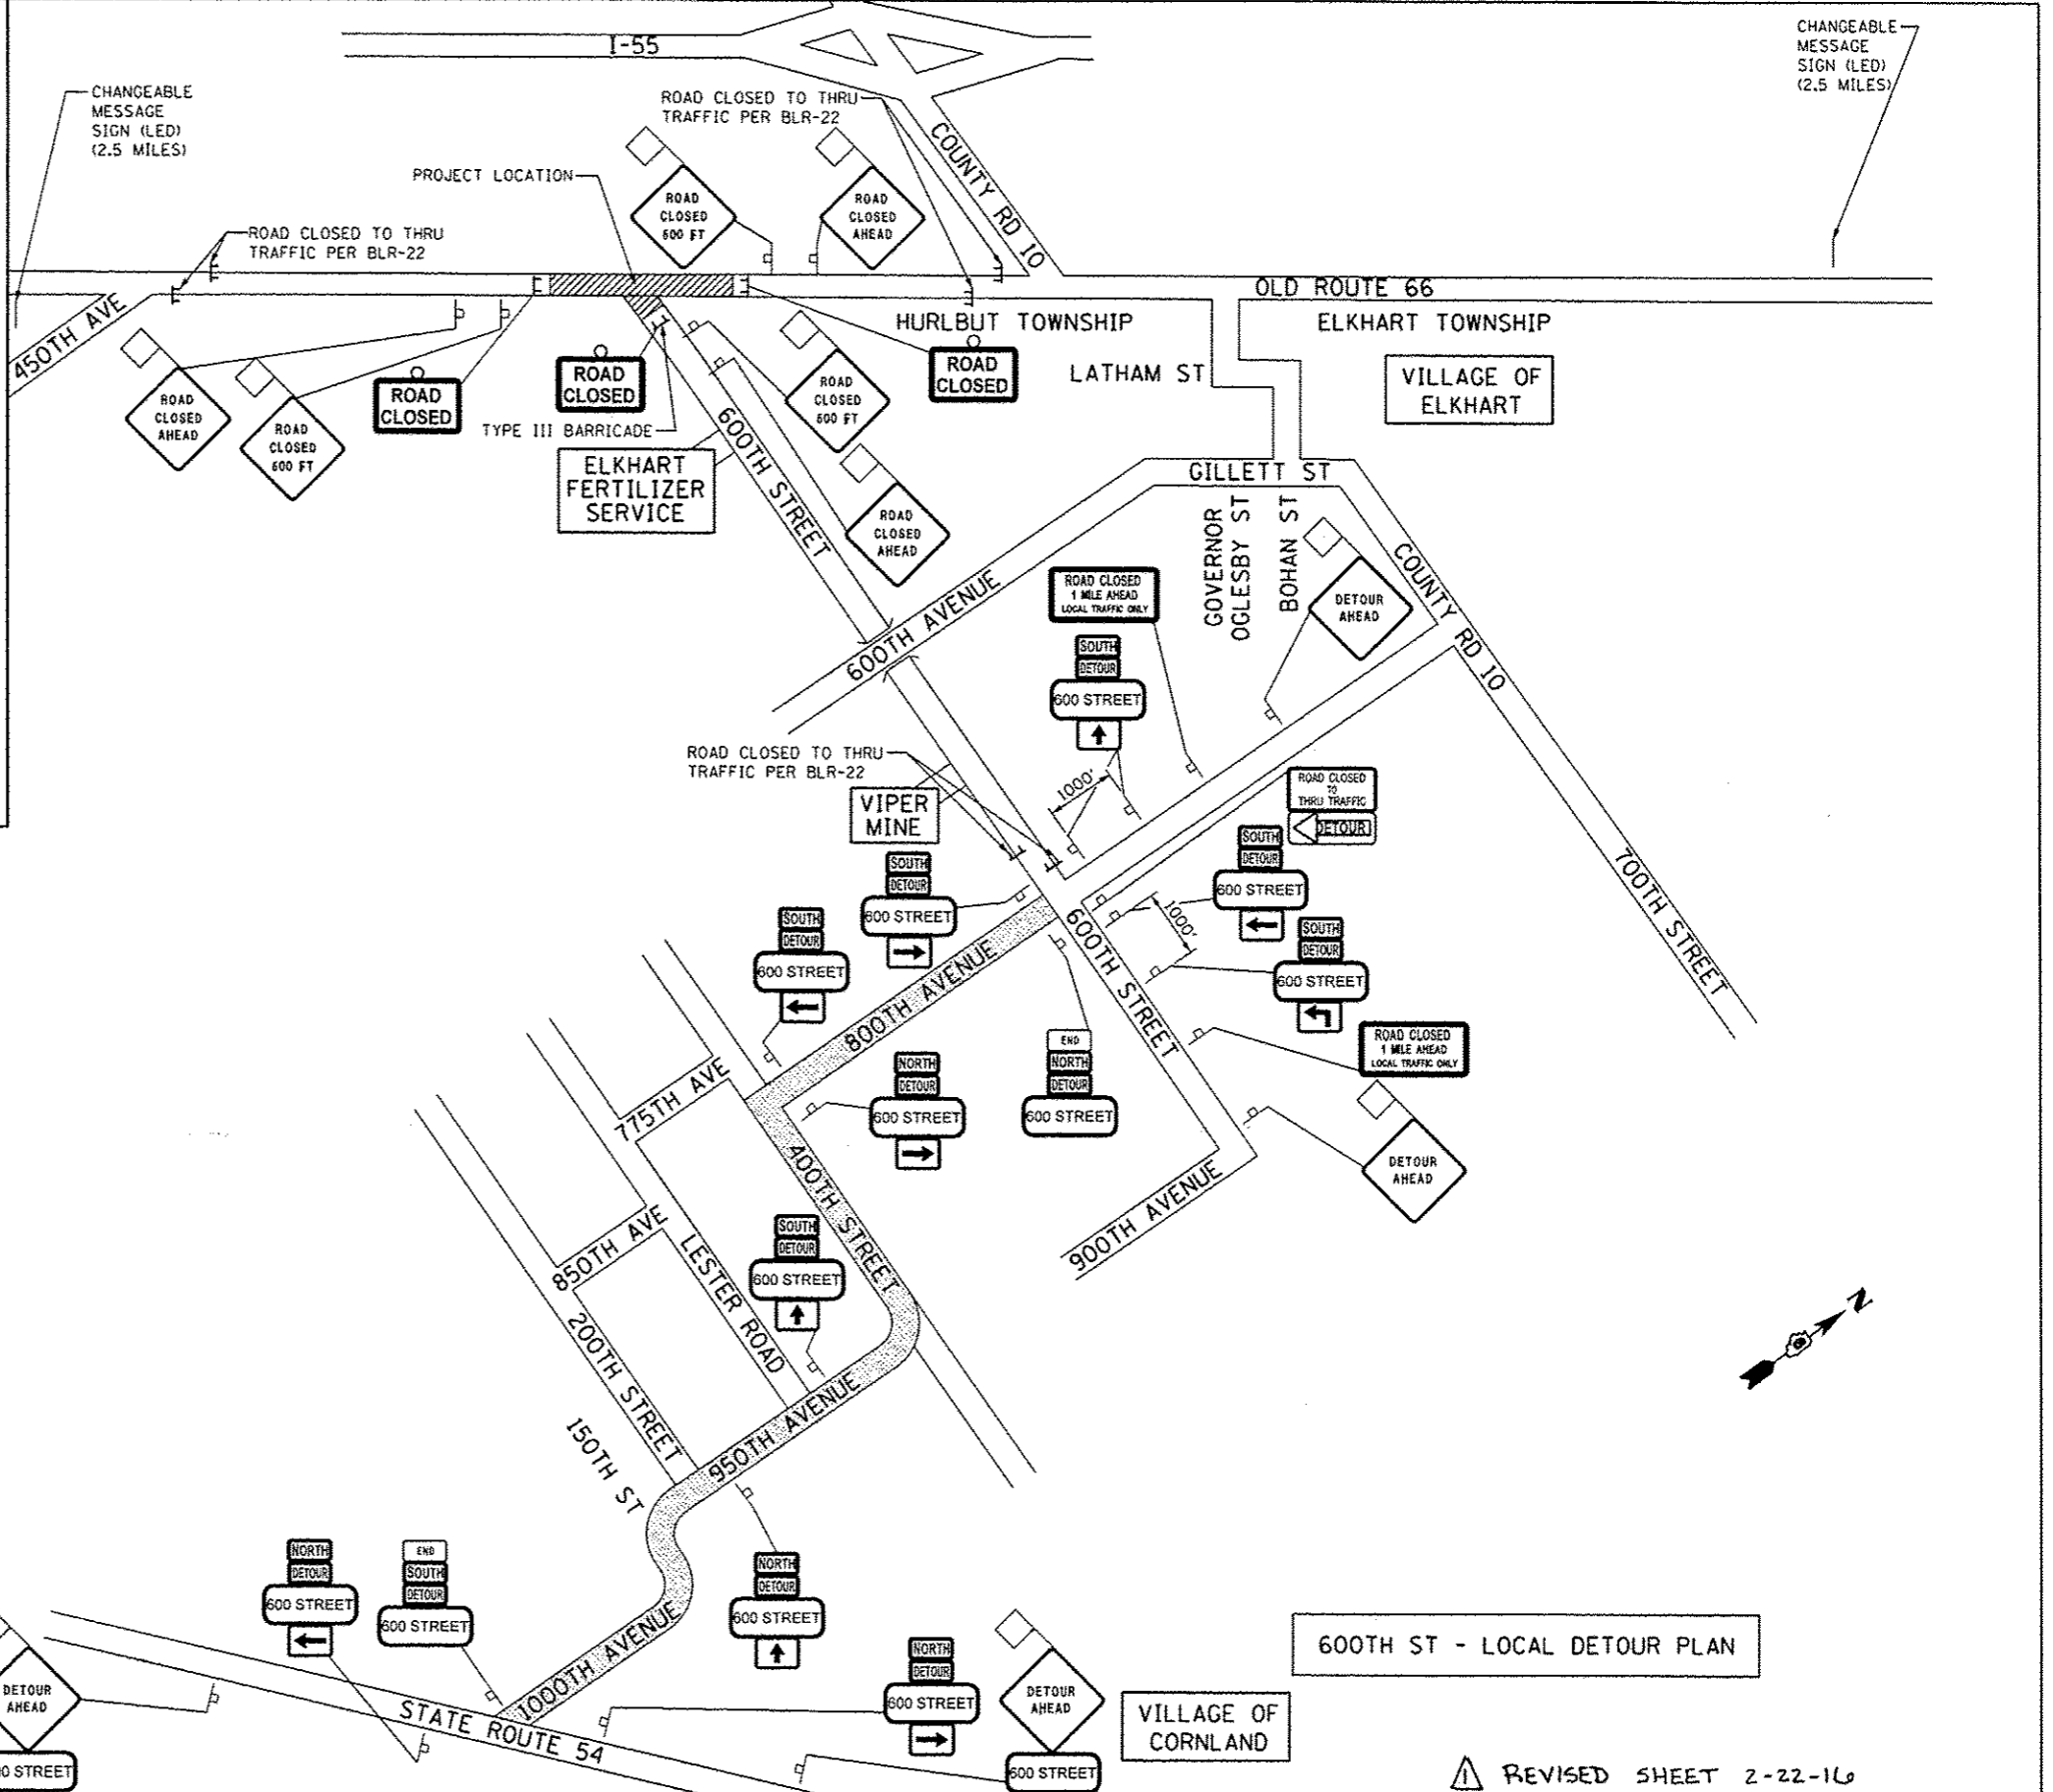 I-55
CHANGEABLE
MESSAGE
SIGN (LED)
(2.5 MILES)
CHANGEABLE
MESSAGE
SIGN (LED)
(2.5 MILES)
ROAD CLOSED TO THRU
TRAFFIC PER BLR-22
COUNTY RD 10
PROJECT LOCATION
ROAD
CLOSED
500 FT
ROAD
CLOSED
AHEAD
ROAD CLOSED TO THRU
TRAFFIC PER BLR-22
OLD ROUTE 66
HURLBUT TOWNSHIP
ELKHART TOWNSHIP
450TH AVE
ROAD
CLOSED
AHEAD
ROAD
CLOSED
500 FT
ROAD
CLOSED
ROAD
CLOSED
ROAD
CLOSED
500 FT
ROAD
CLOSED
LATHAM ST
VILLAGE OF
ELKHART
TYPE III BARRICADE
600TH STREET
ELKHART
FERTILIZER
SERVICE
ROAD
CLOSED
AHEAD
GILLETT ST
GOVERNOR
OGLESBY ST
BOHAN ST
COUNTY RD 10
DETOUR
AHEAD
600TH AVENUE
ROAD CLOSED
1 MILE AHEAD
LOCAL TRAFFIC ONLY
SOUTH
DETOUR
600 STREET
ROAD CLOSED TO THRU
TRAFFIC PER BLR-22
1000'
VIPER
MINE
ROAD CLOSED
TO
THRU TRAFFIC
DETOUR
SOUTH
DETOUR
600 STREET
SOUTH
DETOUR
600 STREET
700TH STREET
SOUTH
DETOUR
600 STREET
1000'
SOUTH
DETOUR
600 STREET
800TH AVENUE
600TH STREET
ROAD CLOSED
1 MILE AHEAD
LOCAL TRAFFIC ONLY
775TH AVE
NORTH
DETOUR
600 STREET
END
NORTH
DETOUR
600 STREET
DETOUR
AHEAD
400TH STREET
900TH AVENUE
850TH AVE
LESTER ROAD
SOUTH
DETOUR
600 STREET
200TH STREET
N
950TH AVENUE
150TH ST
NORTH
DETOUR
600 STREET
END
SOUTH
DETOUR
600 STREET
NORTH
DETOUR
600 STREET
1000TH AVENUE
NORTH
DETOUR
600 STREET
DETOUR
AHEAD
600 STREET
600TH ST - LOCAL DETOUR PLAN
VILLAGE OF
CORNLAND
DETOUR
AHEAD
0 STREET
STATE ROUTE 54
1 REVISED SHEET 2-22-16